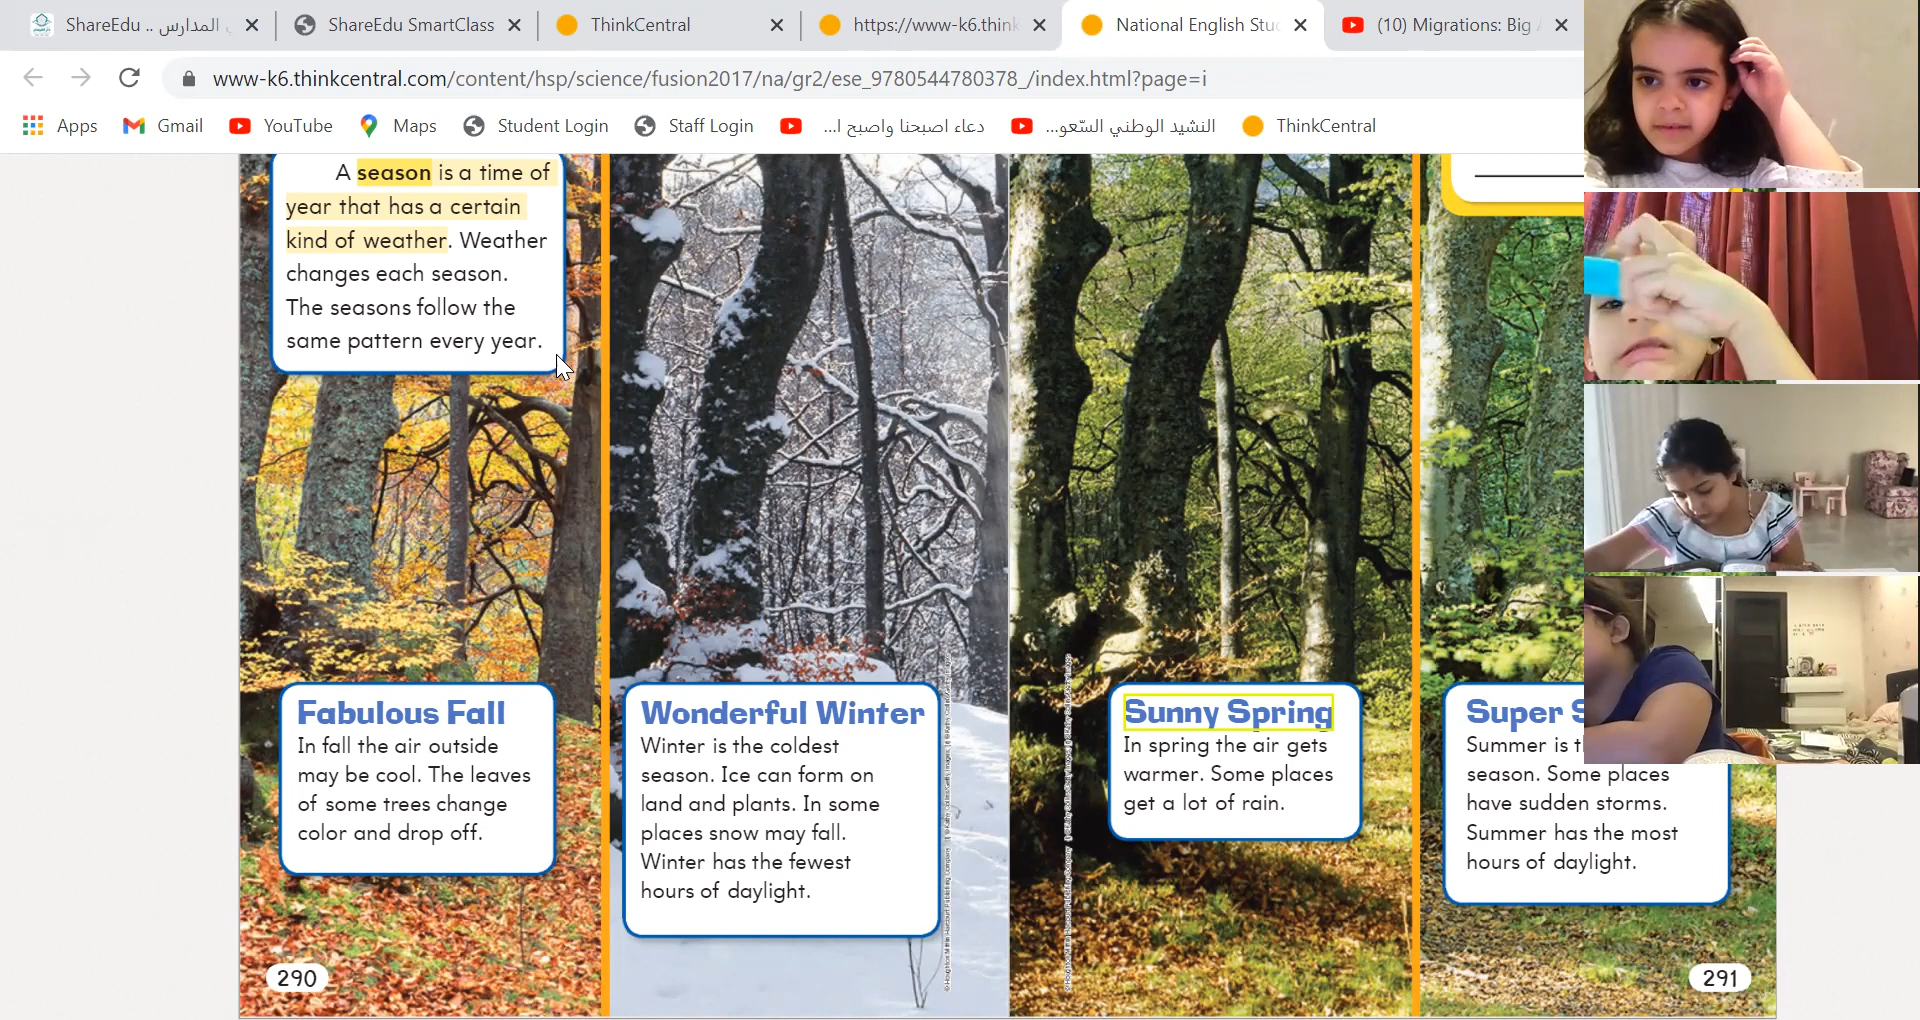 ShareEdu .. ي المدارس
ShareEdu SmartClass
ThinkCentral
https://www-k6.think
National English Stud
(10) Migrations: Big
www-k6.thinkcentral.com/content/hsp/science/fusion2017/na/gr2/ese_9780544780378_/index.html?page=i
Apps
Gmail
YouTube
Maps
Student Login
Staff Login
دعاء اصبحنا واصبح ا...
النشيد الوطني السّعو...
ThinkCentral
A season is a time of
year that has a certain
kind of weather. Weather
changes each season.
The seasons follow the
same pattern every year.
Fabulous Fall
In fall the air outside
may be cool. The leaves
of some trees change
color and drop off.
Wonderful Winter
Winter is the coldest
season. Ice can form on
land and plants. In some
places snow may fall.
Winter has the fewest
hours of daylight.
Sunny Spring
In spring the air gets
warmer. Some places
get a lot of rain.
Super S
Summer is t
season. Some places
have sudden storms.
Summer has the most
hours of daylight.
290
291